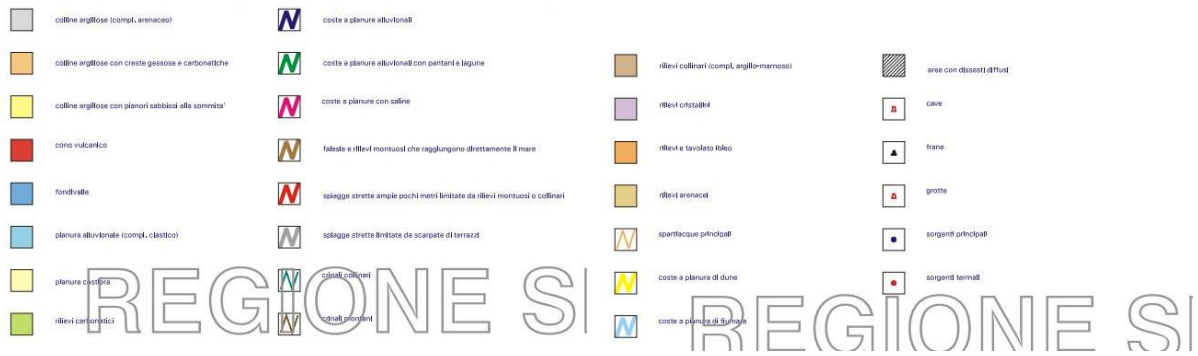 colline argillose (compl. arenaceo)
colline argillose con creste gessose e carbonatiche
colline argillose con pianori sabbiosi alla sommita'
cono vulcanico
fondivalle
pianura alluvionale (compl. clastico)
pianura costiera
rilievi carbonatici
coste a pianure alluvionali
coste a pianure alluvionali con pantani e lagune
coste a pianure con saline
falesie e rilievi montuosi che raggiungono direttamente il mare
spiagge strette ampie pochi metri limitate da rilievi montuosi o collinari
spiagge strette limitate da scarpate di terrazzi
crinali collinari
crinali montani
REGIONE SI
rilievi collinari (compl. argillo-marnoso)
rilievi cristallini
rilievi e tavolato ibleo
rilievi arenacei
spartiacque principali
coste a pianura di dune
coste a pianura di fiumara
aree con dissesti diffusi
cave
frane
grotte
sorgenti principali
sorgenti termali
REGIONE SI